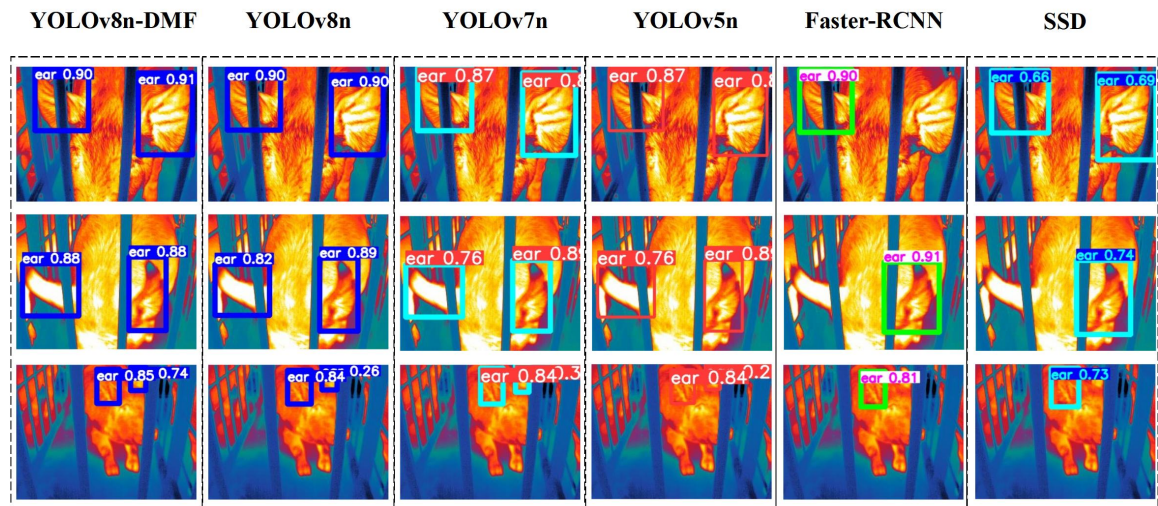 YOLOv8n-DMF YOLOv8n YOLOv7n YOLOv5n Faster-RCNN SSD
ear 0.90
ear 0.91
ear 0.90
ear 0.90
ear 0.87
ear
ear 0.87
ear
ear 0.90
ear 0.66
ear 0.69
ear 0.88
ear 0.88
ear 0.82
ear 0.89
ear 0.76
ear
ear 0.76
ear
ear 0.91
ear 0.74
ear 0.85
0.74
ear 0.84
0.26
ear 0.84
ear 0.84
ear 0.81
ear 0.73